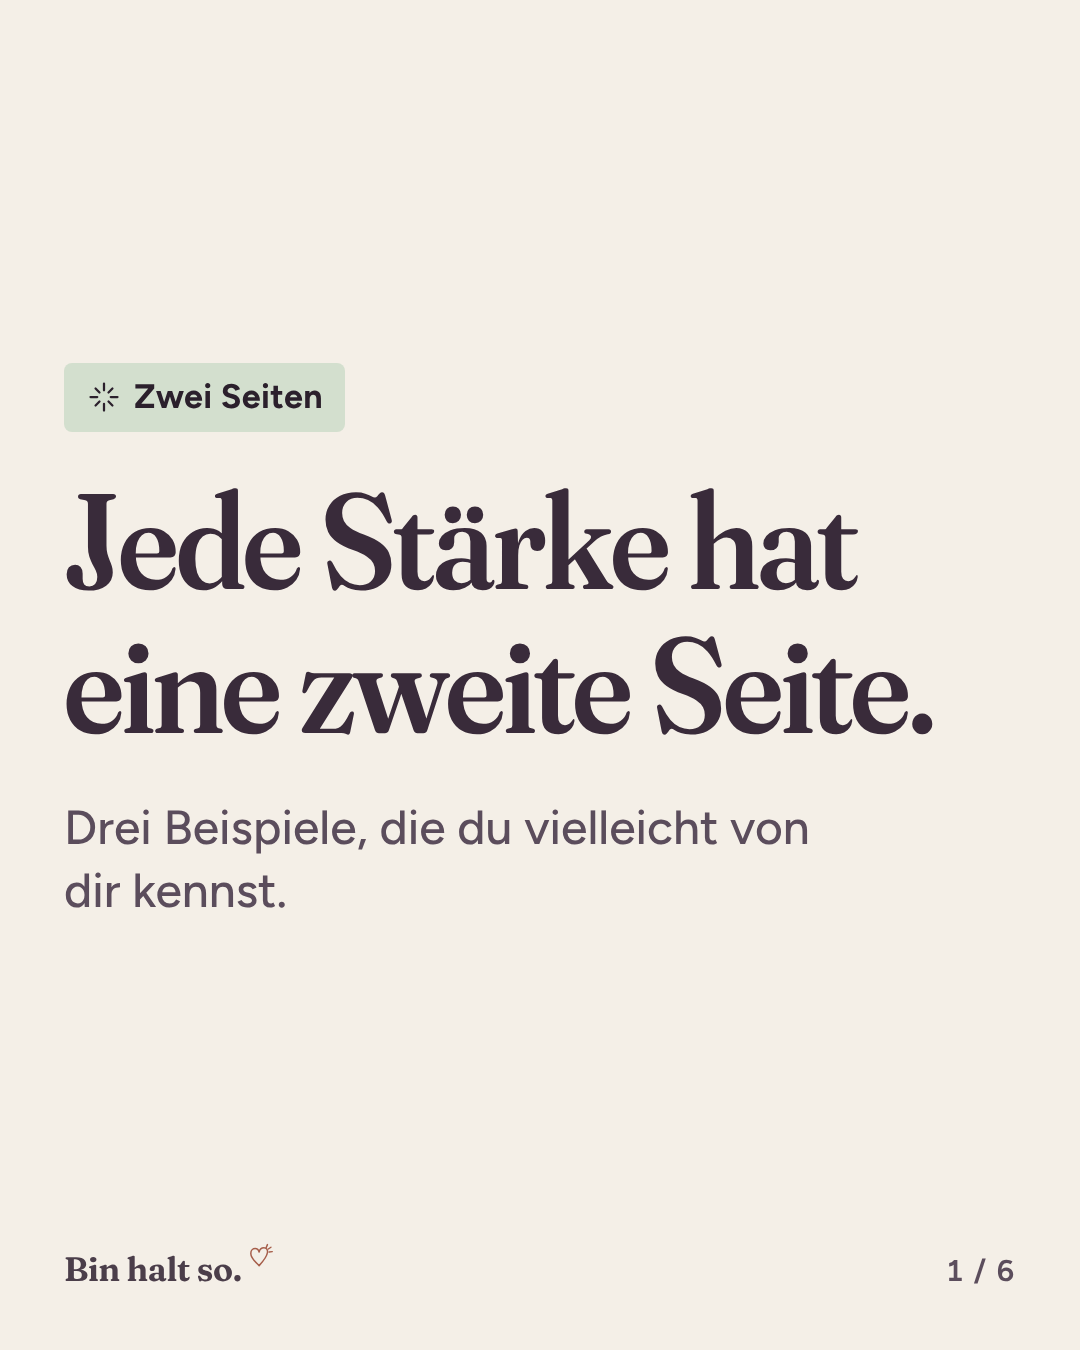 Zwei Seiten
Jede Stärke hat
eine zweite Seite.
Drei Beispiele, die du vielleicht von
dir kennst.
Bin halt so.
1 / 6